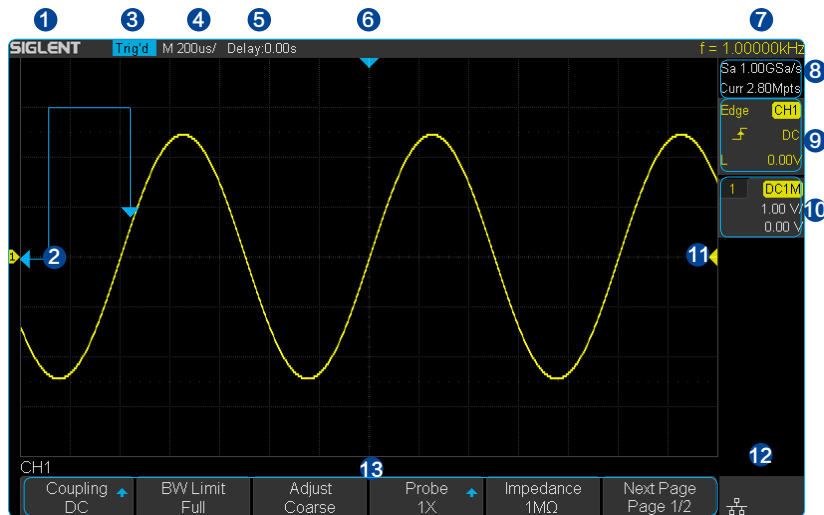 1 3 4 5 6 7
SIGLENT Trig'd M 200us/ Delay:0.00s f = 1.00000kHz
Sa 1.00GSa/s
Curr 2.80Mpts
8
Edge CH1
DC
9
L 0.00V
1 DC1M
1.00 V/
10
0.00 V
1
2
11
12
CH1
13
Coupling
DC
BW Limit
Full
Adjust
Coarse
Probe
1X
Impedance
1MΩ
Next Page
Page 1/2